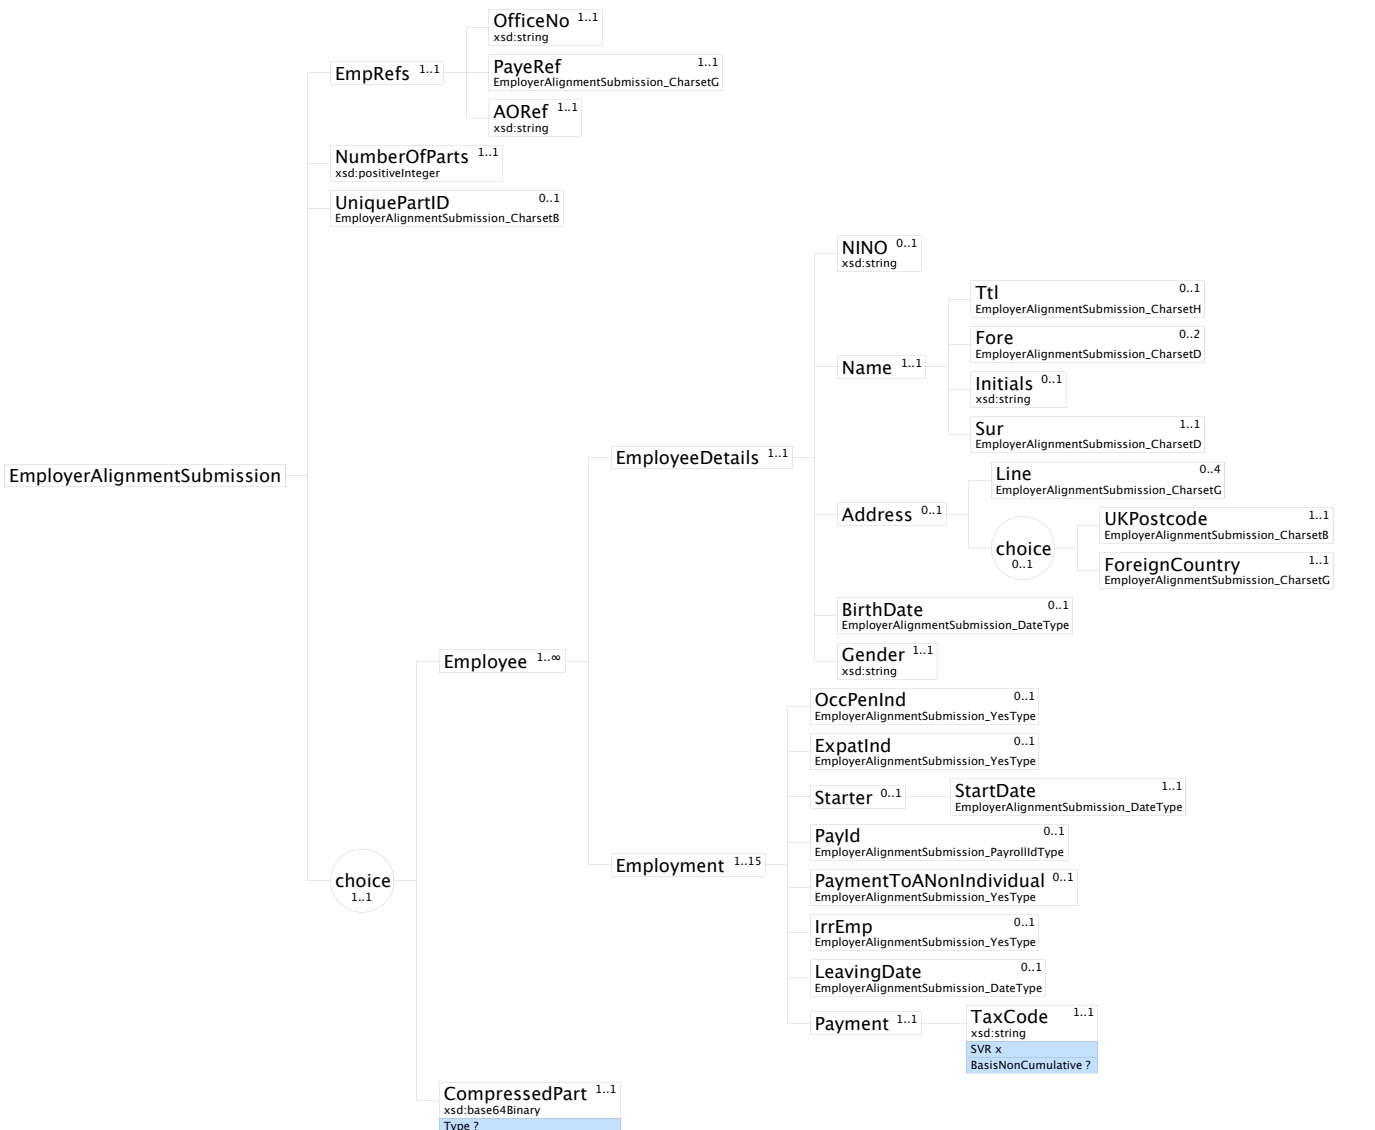 OfficeNo 1..1
xsd:string
EmpRefs 1..1
PayeRef 1..1
EmployerAlignmentSubmission_CharsetG
AORef 1..1
xsd:string
NumberOfParts 1..1
xsd:positiveInteger
UniquePartID 0..1
EmployerAlignmentSubmission_CharsetB
NINO 0..1
xsd:string
Ttl 0..1
EmployerAlignmentSubmission_CharsetH
Fore 0..2
EmployerAlignmentSubmission_CharsetD
Name 1..1
Initials 0..1
xsd:string
Sur 1..1
EmployerAlignmentSubmission_CharsetD
EmployeeDetails 1..1
EmployerAlignmentSubmission
Line 0..4
EmployerAlignmentSubmission_CharsetG
Address 0..1
UKPostcode 1..1
EmployerAlignmentSubmission_CharsetB
choice
0..1
ForeignCountry 1..1
EmployerAlignmentSubmission_CharsetG
BirthDate 0..1
EmployerAlignmentSubmission_DateType
Gender 1..1
xsd:string
Employee 1..∞
OccPenInd 0..1
EmployerAlignmentSubmission_YesType
ExpatInd 0..1
EmployerAlignmentSubmission_YesType
Starter 0..1
StartDate 1..1
EmployerAlignmentSubmission_DateType
PayId 0..1
EmployerAlignmentSubmission_PayrollIdType
Employment 1..15
PaymentToANonIndividual 0..1
EmployerAlignmentSubmission_YesType
choice
1..1
IrrEmp 0..1
EmployerAlignmentSubmission_YesType
LeavingDate 0..1
EmployerAlignmentSubmission_DateType
Payment 1..1
TaxCode 1..1
xsd:string
SVR x
BasisNonCumulative ?
CompressedPart 1..1
xsd:base64Binary
Type ?